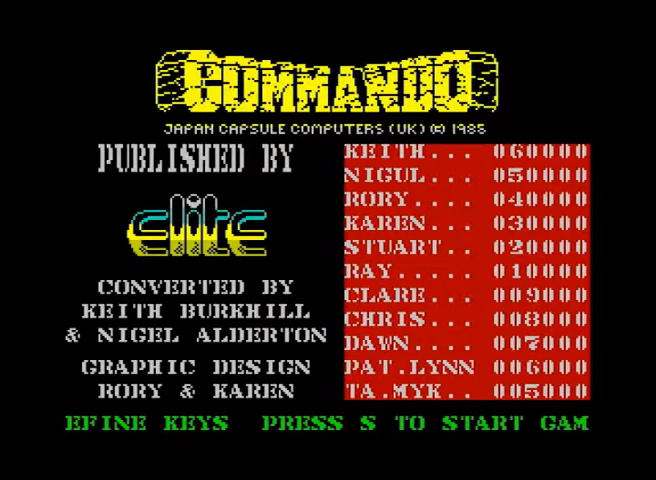 COMMANDO
JAPAN CAPSULE COMPUTERS (UK) © 1985
PUBLISHED BY
elite
CONVERTED BY
KEITH BURKHILL
& NIGEL ALDERTON
GRAPHIC DESIGN
RORY & KAREN
KEITH... 060000
NIGUL... 050000
RORY.... 040000
KAREN... 030000
STUART.. 020000
RAY..... 010000
CLARE... 009000
CHRIS... 008000
DAWN.... 007000
PAT.LYNN 006000
TA.MYK.. 005000
EFINE KEYS PRESS S TO START GAM